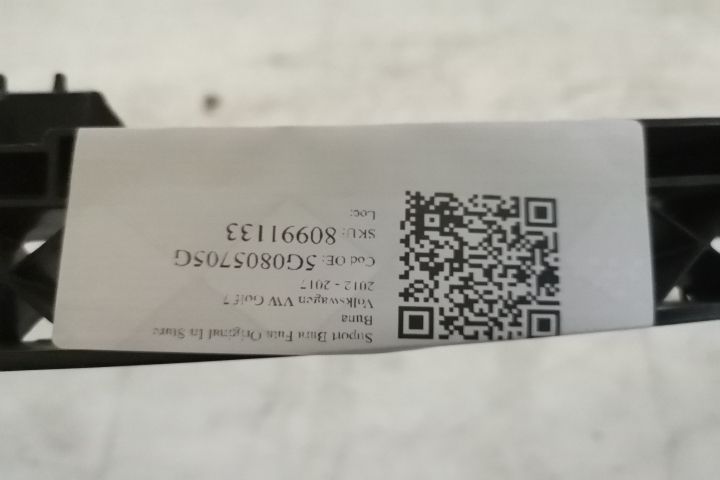 Suport Bara Fata Original In Stare
Buna
Volkswagen VW Golf 7
2012 - 2017
Cod OE: 5G0805705G
SKU: 80991133
Loc: